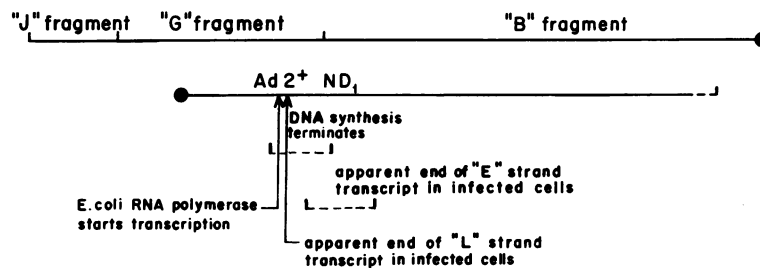 "J" fragment "G" fragment "B" fragment
Ad 2+ ND1
DNA synthesis
terminates
apparent end of "E" strand
transcript in infected cells
E.coli RNA polymerase
starts transcription
apparent end of "L" strand
transcript in infected cells